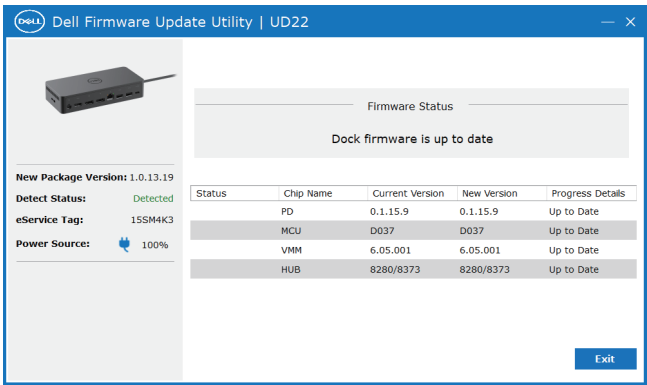 DELL Dell Firmware Update Utility | UD22
Firmware Status
Dock firmware is up to date
New Package Version: 1.0.13.19
Detect Status: Detected
eService Tag: 15SM4K3
Power Source: 100%
Status Chip Name Current Version New Version Progress Details
PD 0.1.15.9 0.1.15.9 Up to Date
MCU D037 D037 Up to Date
VMM 6.05.001 6.05.001 Up to Date
HUB 8280/8373 8280/8373 Up to Date
Exit